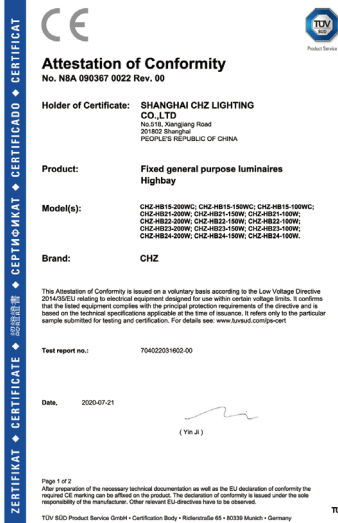 CE
TÜV
SÜD
Product Service
Attestation of Conformity
No. N8A 090367 0022 Rev. 00
Holder of Certificate: SHANGHAI CHZ LIGHTING
CO.,LTD
No.518, Xiangjiang Road
201802 Shanghai
PEOPLE'S REPUBLIC OF CHINA
Product: Fixed general purpose luminaires
Highbay
Model(s): CHZ-HB15-200WC; CHZ-HB15-150WC; CHZ-HB15-100WC;
CHZ-HB21-200W; CHZ-HB21-150W; CHZ-HB21-100W;
CHZ-HB22-200W; CHZ-HB22-150W; CHZ-HB22-100W;
CHZ-HB23-200W; CHZ-HB23-150W; CHZ-HB23-100W;
CHZ-HB24-200W; CHZ-HB24-150W; CHZ-HB24-100W.
Brand: CHZ
This Attestation of Conformity is issued on a voluntary basis according to the Low Voltage Directive
2014/35/EU relating to electrical equipment designed for use within certain voltage limits. It confirms
that the listed equipment complies with the principal protection requirements of the directive and is
based on the technical specifications applicable at the time of issuance. It refers only to the particular
sample submitted for testing and certification. For details see: www.tuvsud.com/ps-cert
Test report no.: 704022031602-00
Date, 2020-07-21
( Yin Ji )
Page 1 of 2
After preparation of the necessary technical documentation as well as the EU declaration of conformity the
required CE marking can be affixed on the product. The declaration of conformity is issued under the sole
responsibility of the manufacturer. Other relevant EU-directives have to be observed.
TÜV SÜD Product Service GmbH • Certification Body • Ridlerstraße 65 • 80339 Munich • Germany
ZERTIFIKAT ◆ CERTIFICATE ◆ 認證證書 ◆ СЕРТИФИКАТ ◆ CERTIFICADO ◆ CERTIFICAT